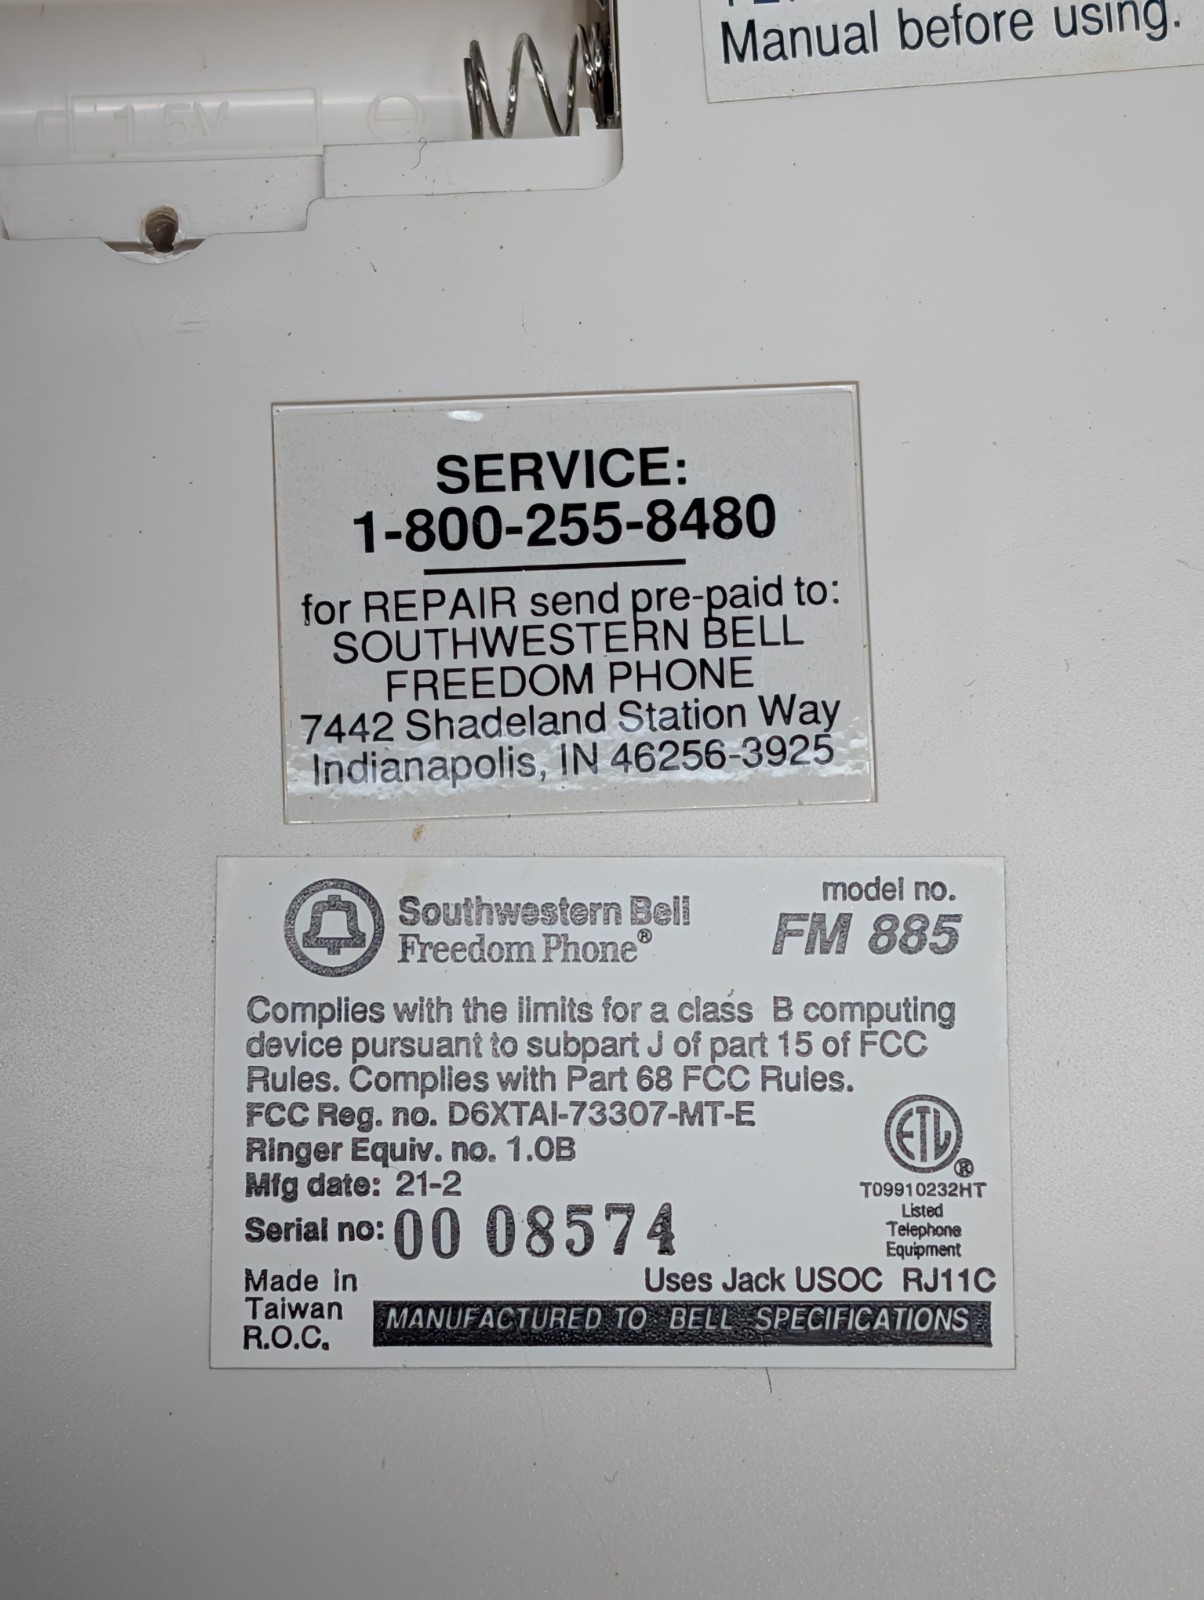 Manual before using.
1.5V
SERVICE:
1-800-255-8480
for REPAIR send pre-paid to:
SOUTHWESTERN BELL
FREEDOM PHONE
7442 Shadeland Station Way
Indianapolis, IN 46256-3925
Southwestern Bell
Freedom Phone®
model no.
FM 885
Complies with the limits for a class B computing
device pursuant to subpart J of part 15 of FCC
Rules. Complies with Part 68 FCC Rules.
FCC Reg. no. D6XTAI-73307-MT-E
Ringer Equiv. no. 1.0B
Mfg date: 21-2
Serial no: 00 08574
ETL®
T09910232HT
Listed
Telephone
Equipment
Made in
Taiwan
R.O.C.
Uses Jack USOC RJ11C
MANUFACTURED TO BELL SPECIFICATIONS